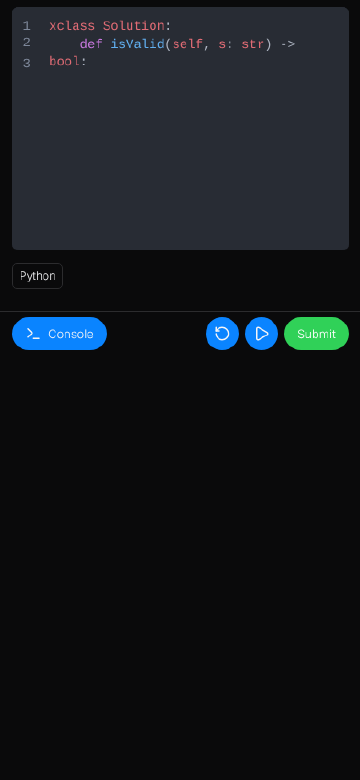 1 xclass Solution:
2     def isValid(self, s: str) ->
3 bool:
Python
Console
Submit